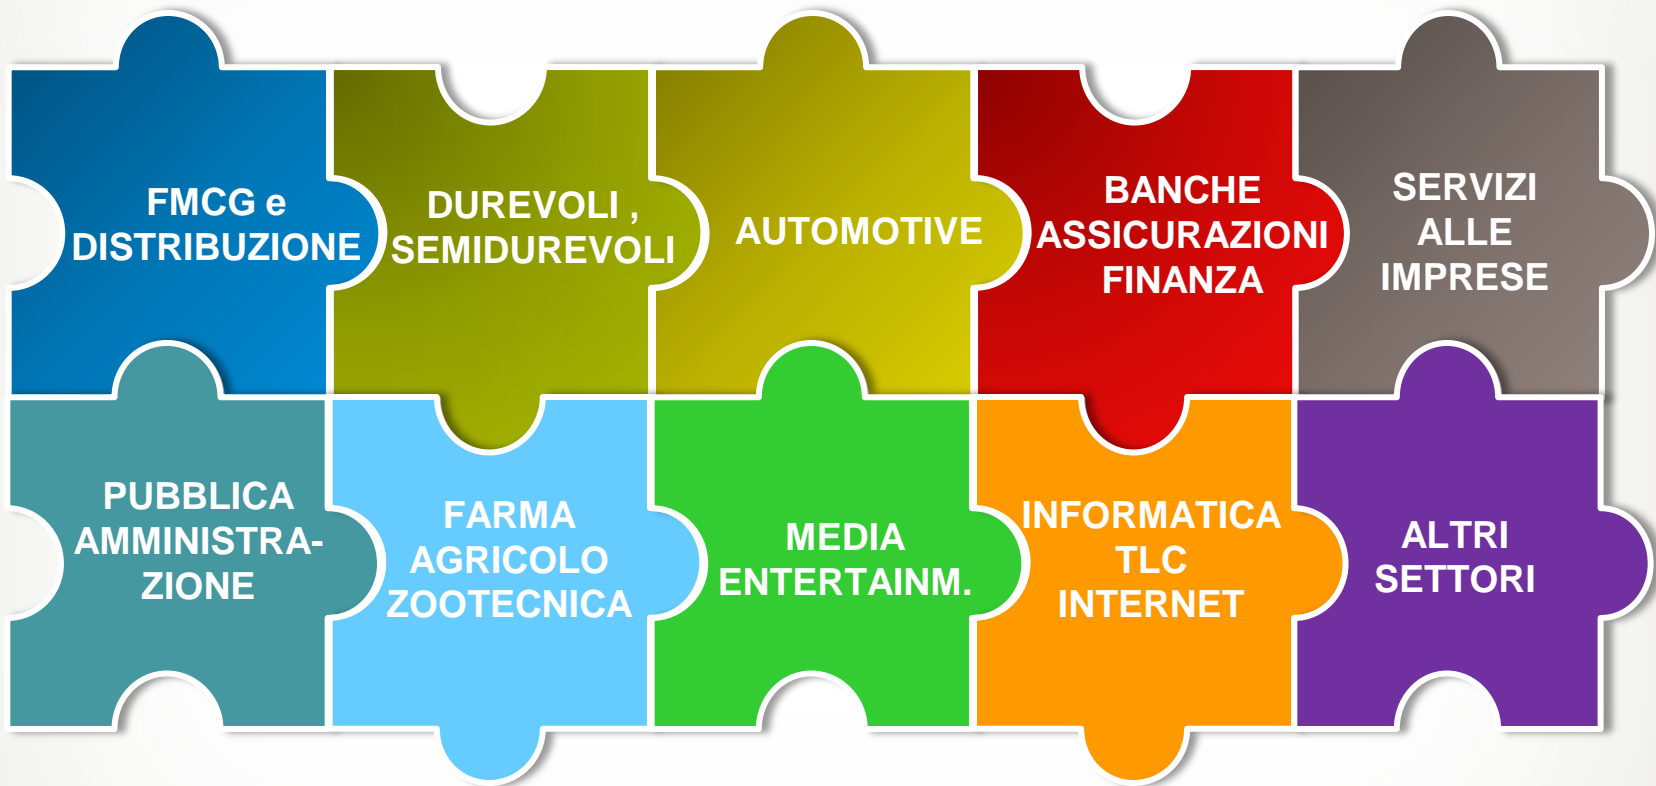 FMCG e
DISTRIBUZIONE
DUREVOLI ,
SEMIDUREVOLI
AUTOMOTIVE
BANCHE
ASSICURAZIONI
FINANZA
SERVIZI
ALLE
IMPRESE
PUBBLICA
AMMINISTRA-
ZIONE
FARMA
AGRICOLO
ZOOTECNICA
MEDIA
ENTERTAINM.
INFORMATICA
TLC
INTERNET
ALTRI
SETTORI